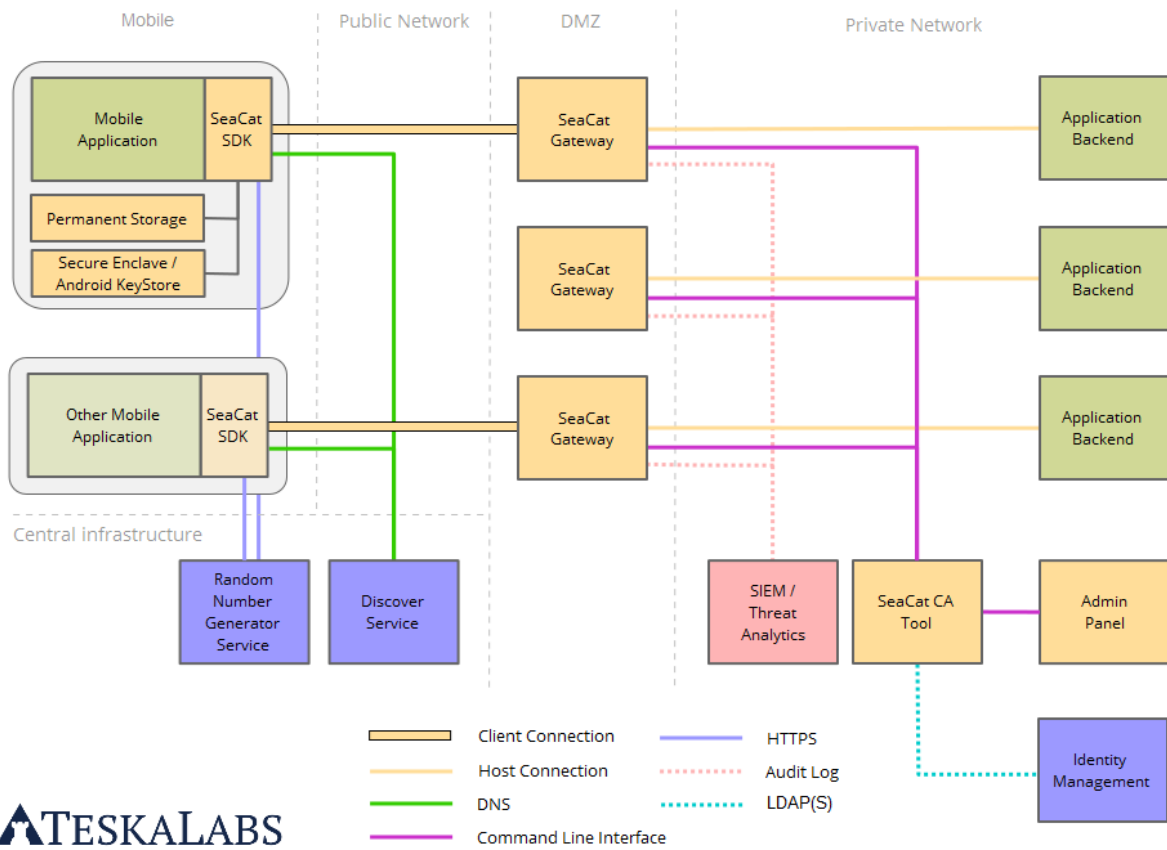 Mobile
Public Network
DMZ
Private Network
Mobile
Application
SeaCat
SDK
SeaCat
Gateway
Application
Backend
Permanent Storage
Secure Enclave /
Android KeyStore
SeaCat
Gateway
Application
Backend
Other Mobile
Application
SeaCat
SDK
SeaCat
Gateway
Application
Backend
Central infrastructure
Random
Number
Generator
Service
Discover
Service
SIEM /
Threat
Analytics
SeaCat CA
Tool
Admin
Panel
Identity
Management
Client Connection
Host Connection
DNS
Command Line Interface
HTTPS
Audit Log
LDAP(S)
TESKALABS